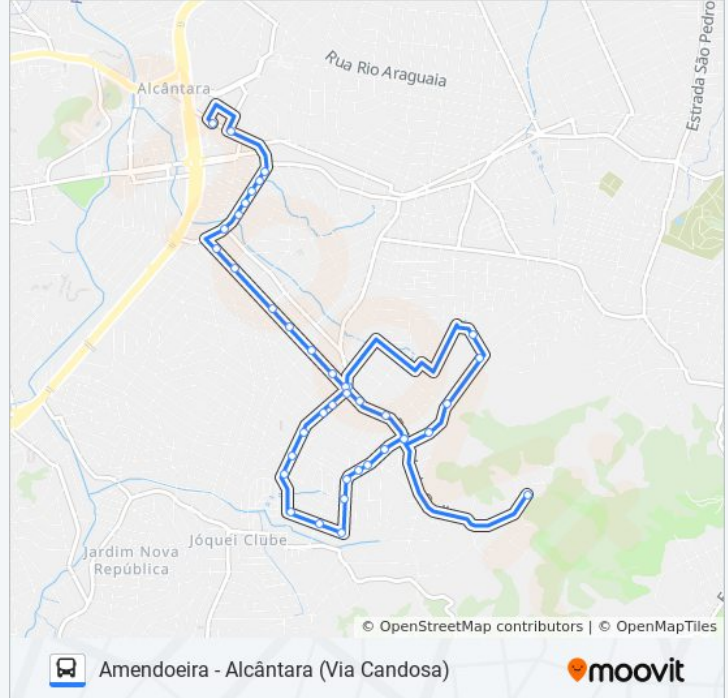 Alcântara
Rua Rio Araguaia
Estrada São Pedro
Jóquei Clube
Jardim Nova
República
E
© OpenStreetMap contributors | © OpenMapTiles
Amendoeira - Alcântara (Via Candosa)
moovit